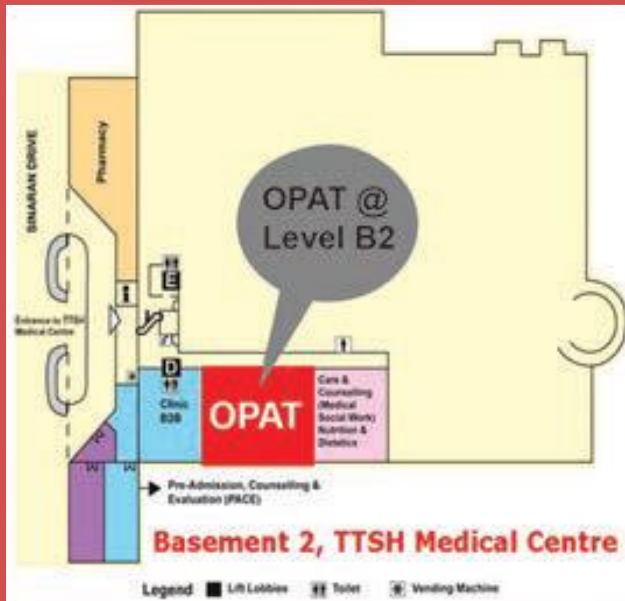 SINARAN DRIVE
Pharmacy
OPAT @
Level B2
E
Entrance to TTSH
Medical Centre
D
Clinic
B2B
OPAT
Care &
Counselling
(Medical
Social Work)
Nutrition &
Dietetics
Pre-Admission, Counselling &
Evaluation (PACE)
Basement 2, TTSH Medical Centre
Legend Lift Lobbies Toilet Vending Machine